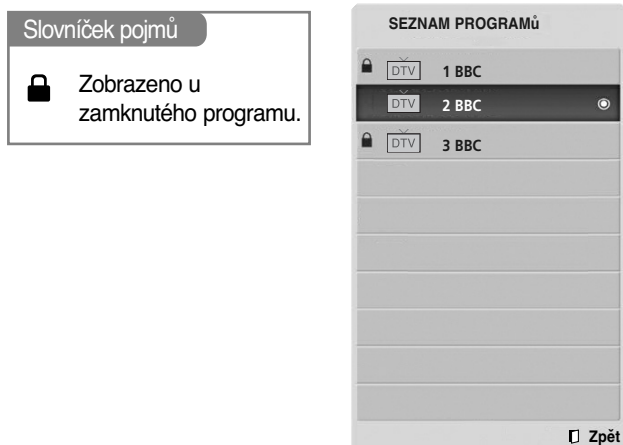 Slovníček pojmů
Zobrazeno u
zamknutého programu.
SEZNAM PROGRAMů
DTV 1 BBC
DTV 2 BBC
DTV 3 BBC
Zpět